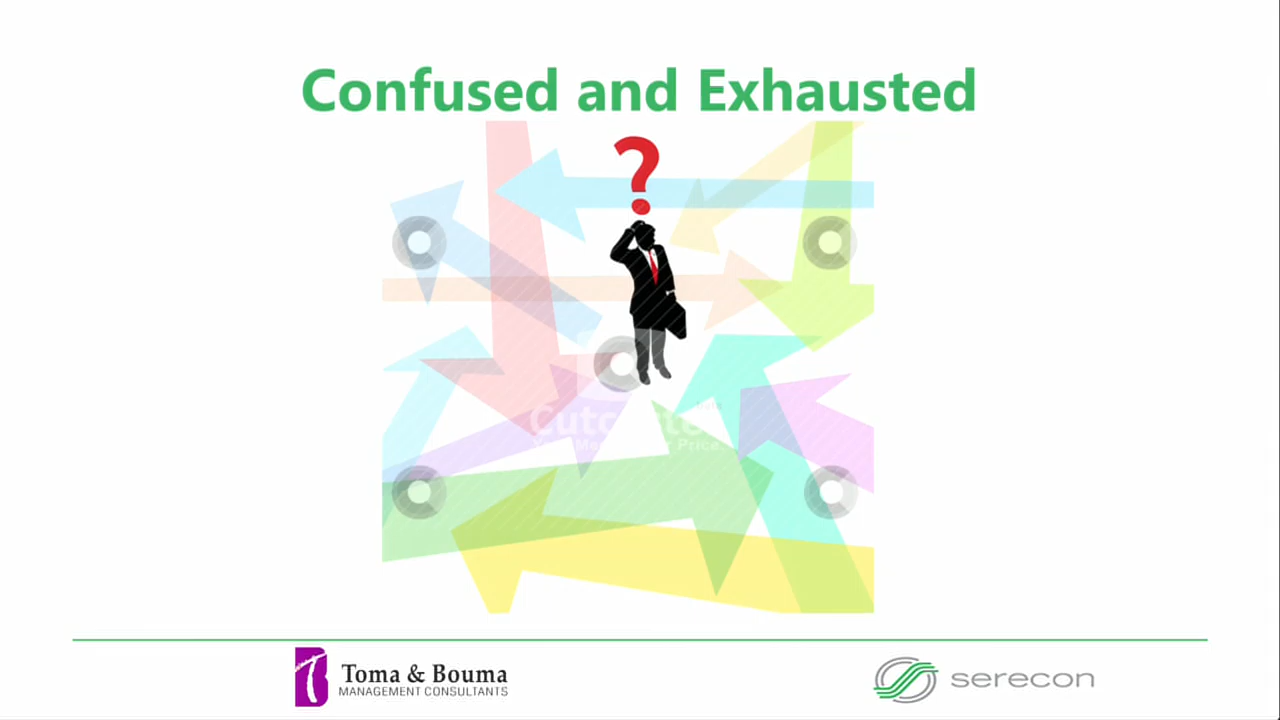 Confused and Exhausted
?
Toma & Bouma
MANAGEMENT CONSULTANTS
serecon